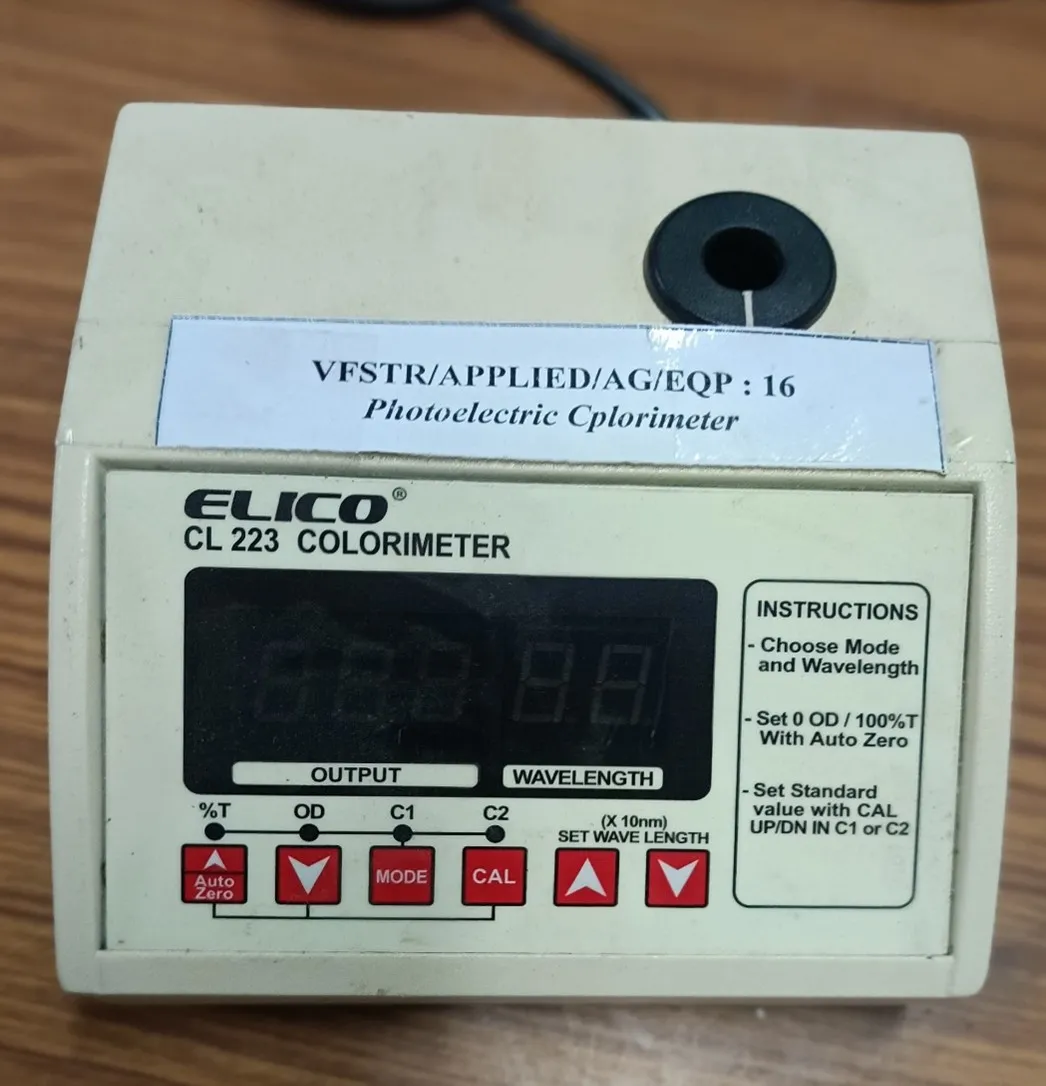 VFSTR/APPLIED/AG/EQP : 16
Photoelectric Cplorimeter
ELICO®
CL 223 COLORIMETER
OUTPUT
WAVELENGTH
%T
OD
C1
C2
(X 10nm)
SET WAVE LENGTH
Auto
Zero
MODE
CAL
INSTRUCTIONS
- Choose Mode
and Wavelength
- Set 0 OD / 100%T
With Auto Zero
- Set Standard
value with CAL
UP/DN IN C1 or C2